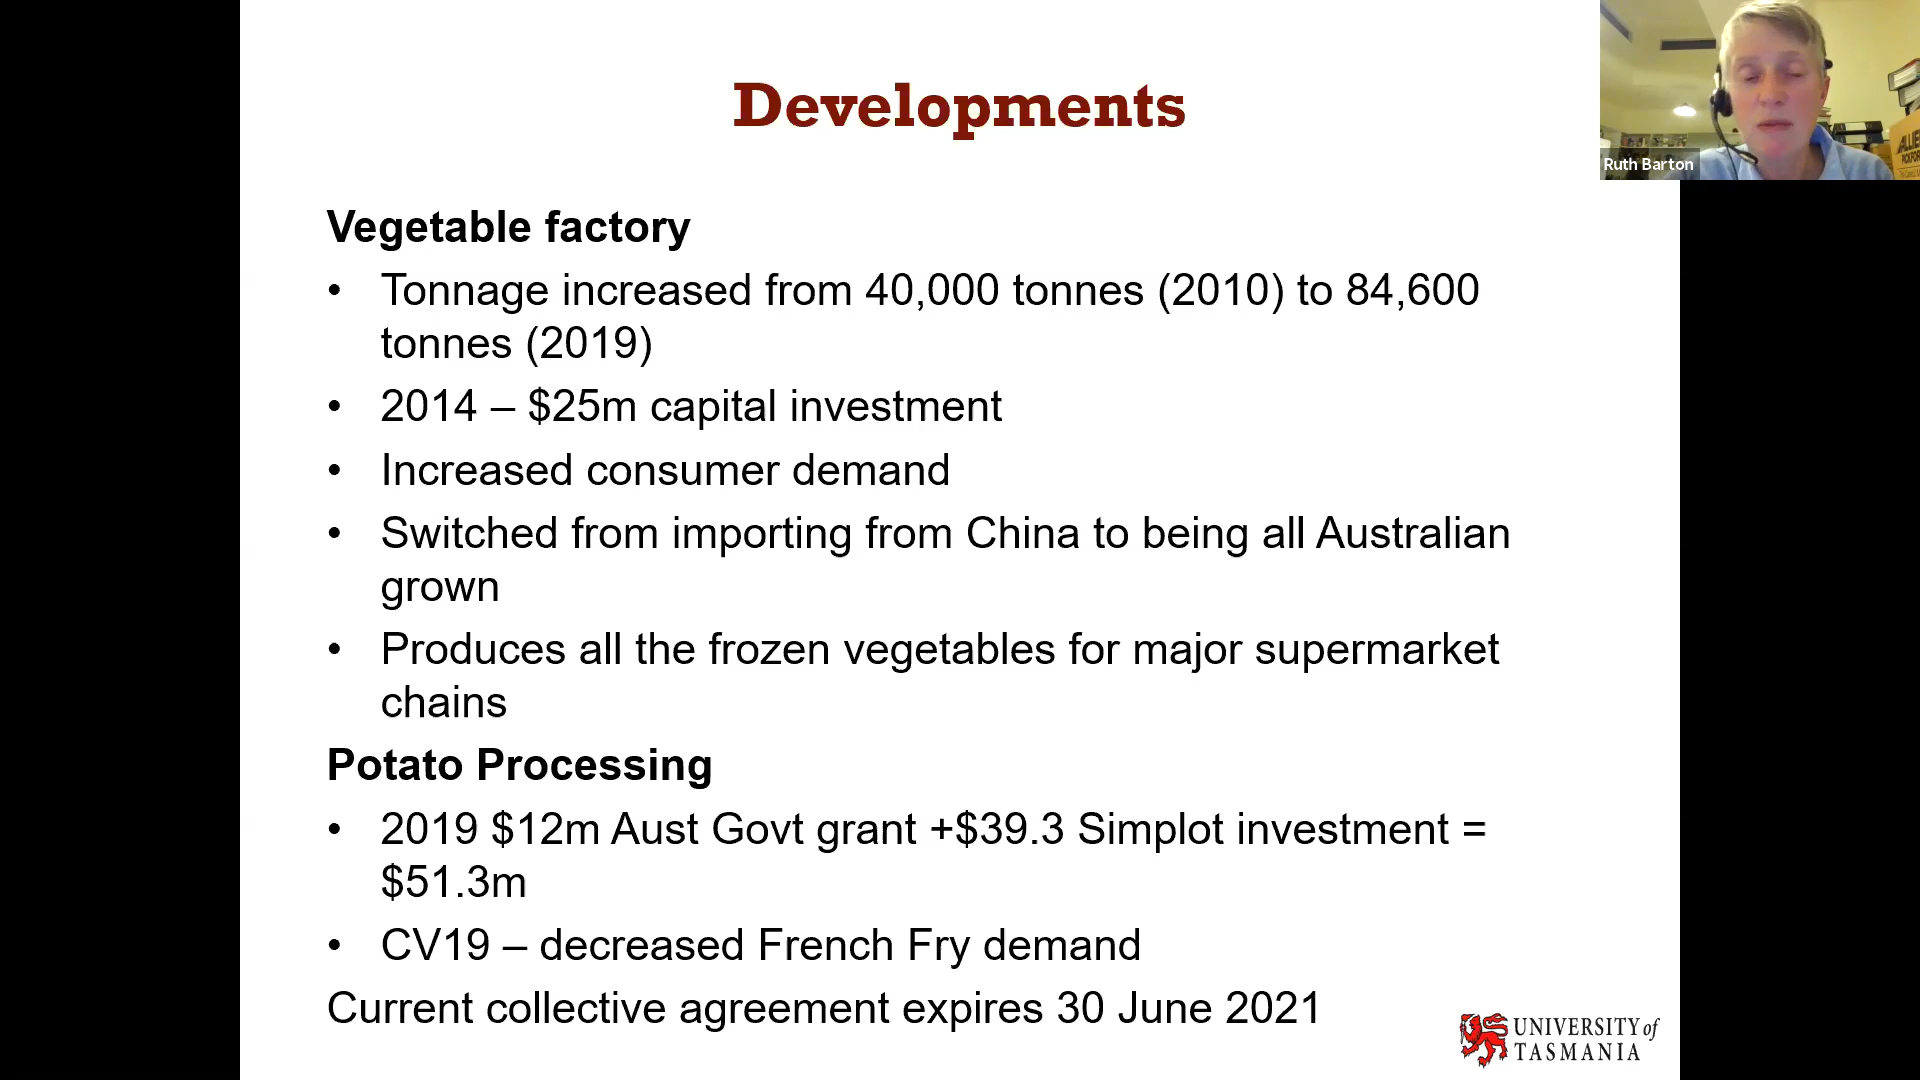 Developments
Ruth Barton
Vegetable factory
• Tonnage increased from 40,000 tonnes (2010) to 84,600
tonnes (2019)
• 2014 – $25m capital investment
• Increased consumer demand
• Switched from importing from China to being all Australian
grown
• Produces all the frozen vegetables for major supermarket
chains
Potato Processing
• 2019 $12m Aust Govt grant +$39.3 Simplot investment =
$51.3m
• CV19 – decreased French Fry demand
Current collective agreement expires 30 June 2021
UNIVERSITY of
TASMANIA